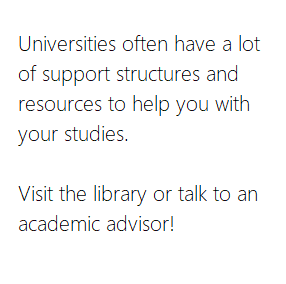 Universities often have a lot
of support structures and
resources to help you with
your studies.
Visit the library or talk to an
academic advisor!